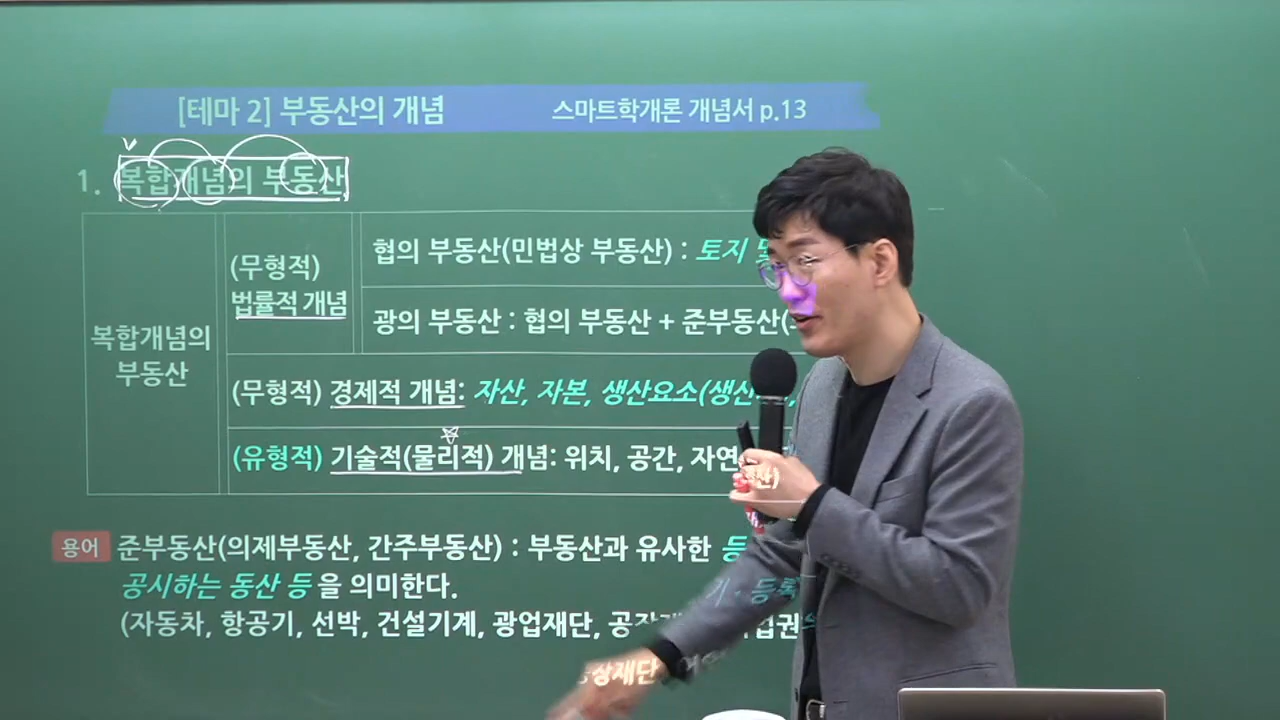 [테마 2] 부동산의 개념 스마트학개론 개념서 p.13
1. 복합개념의 부동산
복합개념의
부동산
(무형적)
법률적 개념
협의 부동산(민법상 부동산) : 토지 및
광의 부동산 : 협의 부동산 + 준부동산(
(무형적) 경제적 개념: 자산, 자본, 생산요소(생산
(유형적) 기술적(물리적) 개념: 위치, 공간, 자연
용어 준부동산(의제부동산, 간주부동산) : 부동산과 유사한 등기·등록
공시하는 동산 등 을 의미한다.
(자동차, 항공기, 선박, 건설기계, 광업재단,